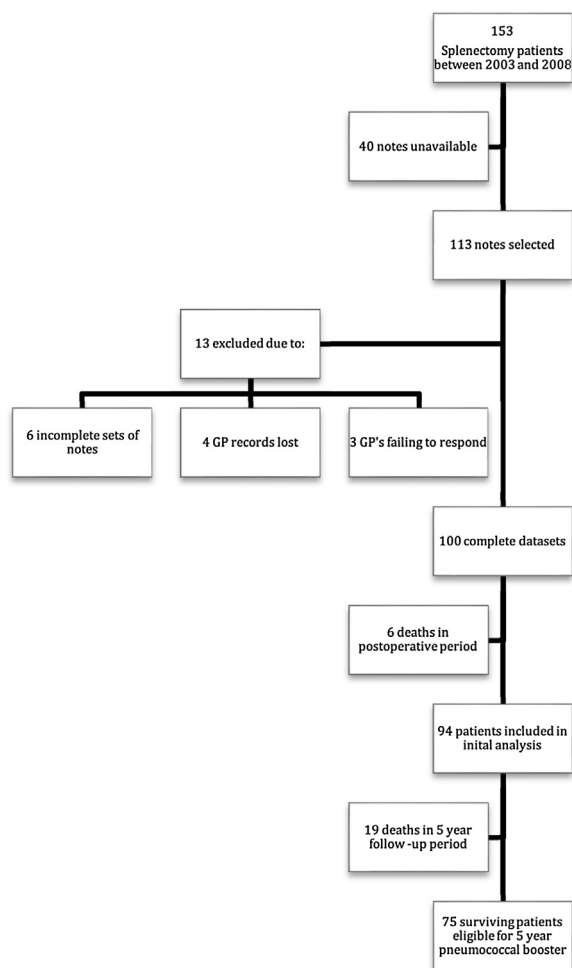 153
Splenectomy patients
between 2003 and 2008
40 notes unavailable
113 notes selected
13 excluded due to:
6 incomplete sets of
notes
4 GP records lost
3 GP's failing to respond
100 complete datasets
6 deaths in
postoperative period
94 patients included in
inital analysis
19 deaths in 5 year
follow -up period
75 surviving patients
eligible for 5 year
pneumococcal booster